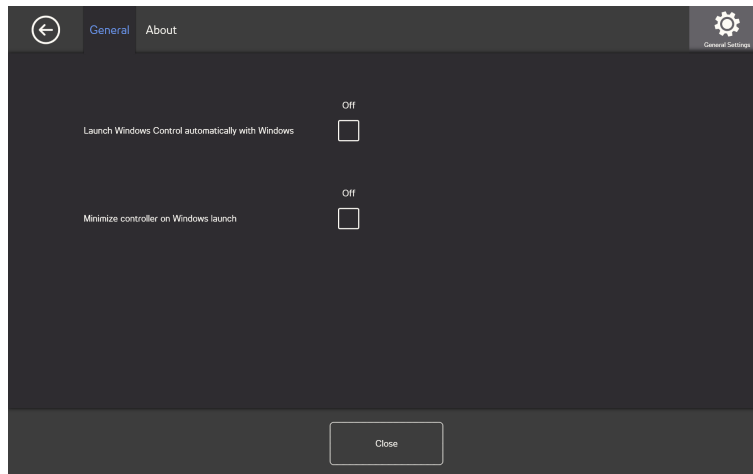 General About
General Settings
Off
Launch Windows Control automatically with Windows
Off
Minimize controller on Windows launch
Close